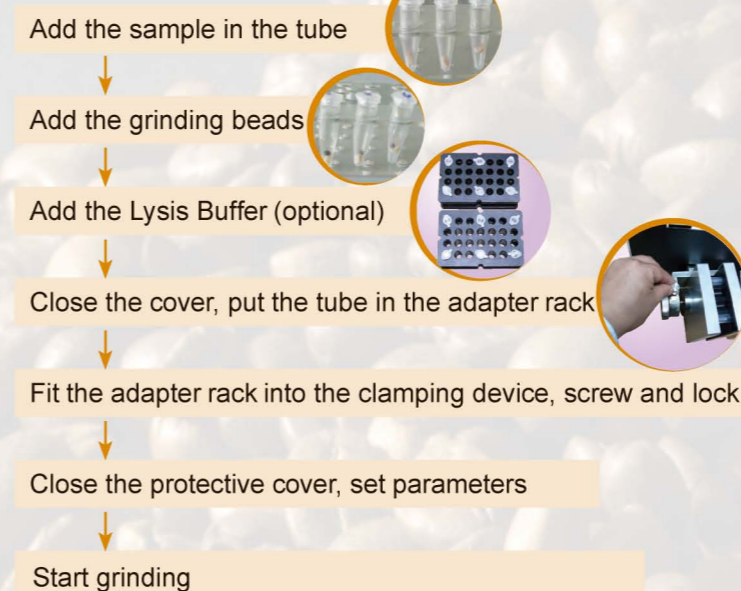 Add the sample in the tube
Add the grinding beads
Add the Lysis Buffer (optional)
Close the cover, put the tube in the adapter rack
Fit the adapter rack into the clamping device, screw and lock
Close the protective cover, set parameters
Start grinding